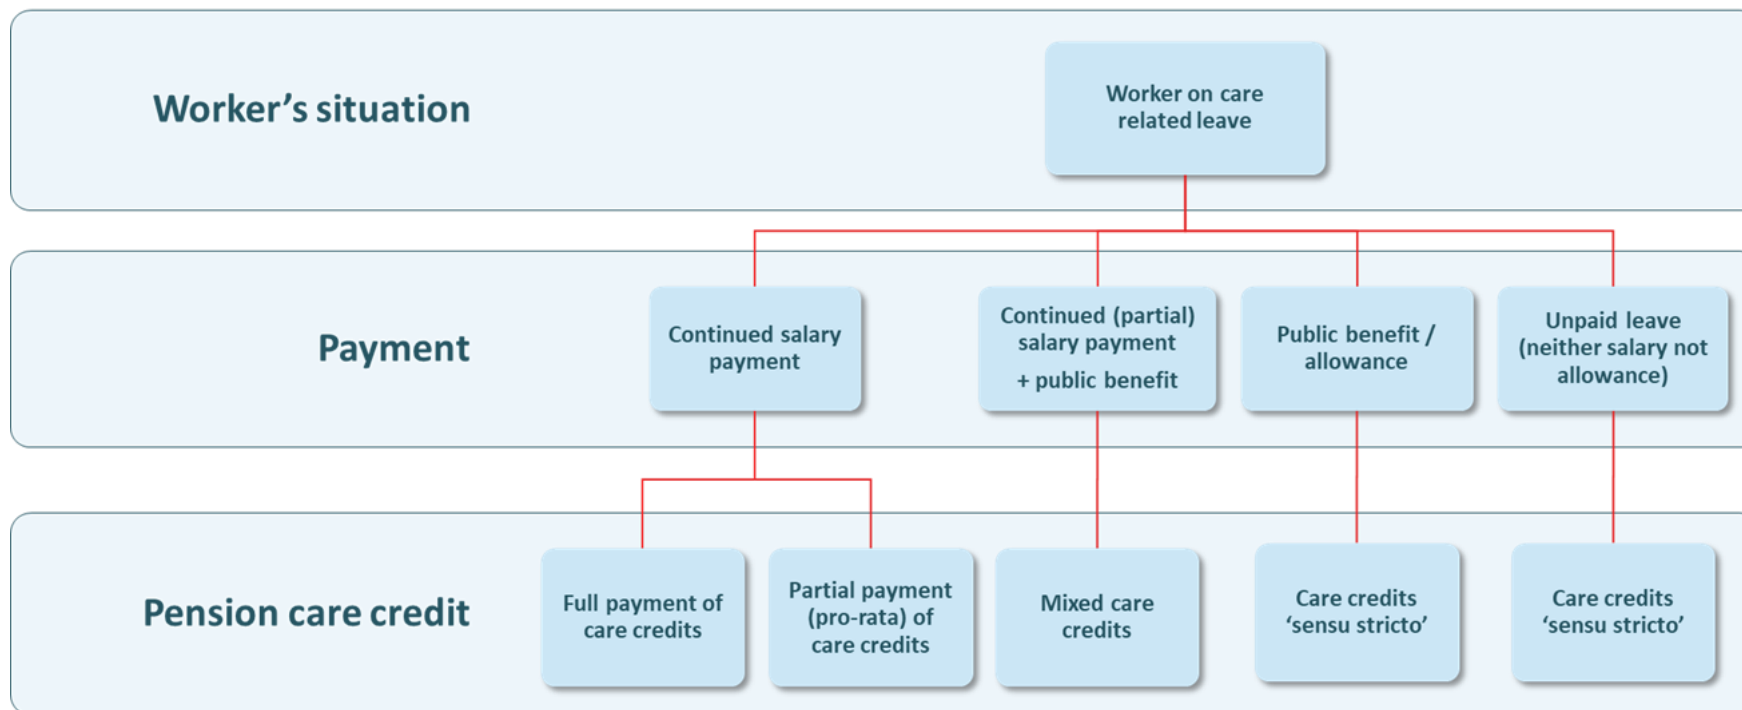 Worker's situation
Worker on care
related leave
Payment
Continued salary
payment
Continued (partial)
salary payment
+ public benefit
Public benefit /
allowance
Unpaid leave
(neither salary not
allowance)
Pension care credit
Full payment of
care credits
Partial payment
(pro-rata) of
care credits
Mixed care
credits
Care credits
‘sensu stricto’
Care credits
‘sensu stricto’